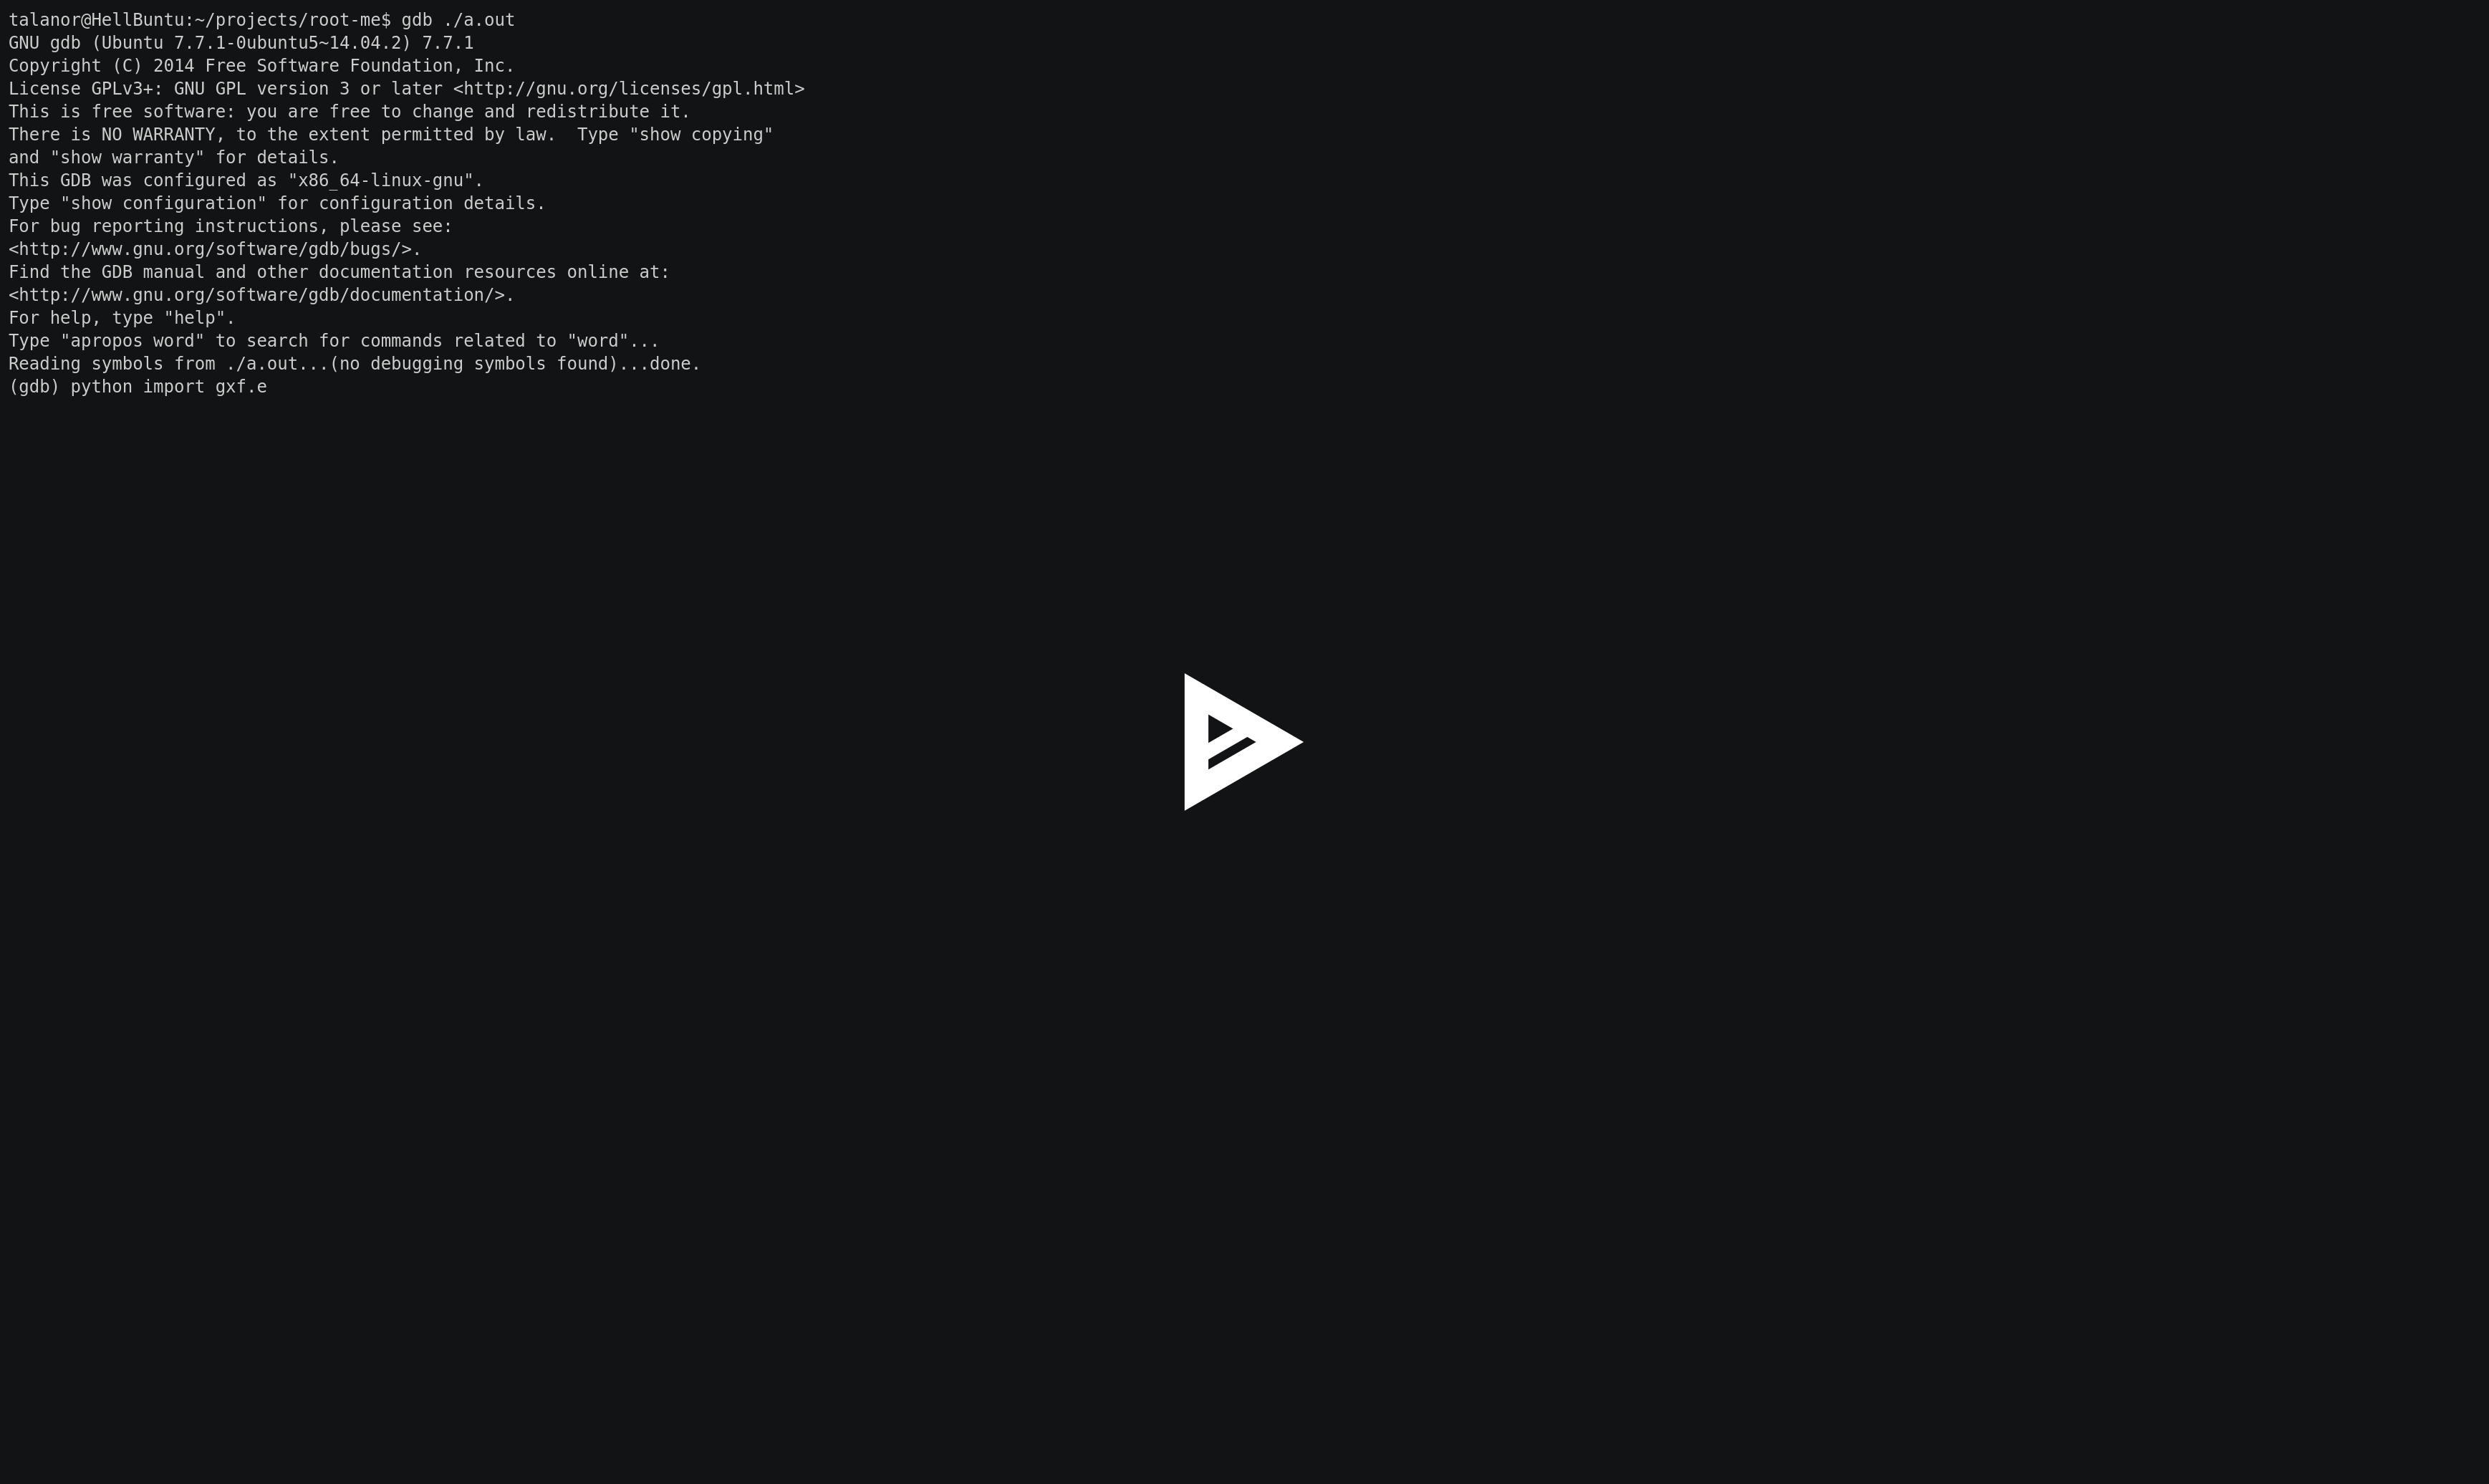 talanor@HellBuntu:~/projects/root-me$ gdb ./a.out
GNU gdb (Ubuntu 7.7.1-0ubuntu5~14.04.2) 7.7.1
Copyright (C) 2014 Free Software Foundation, Inc.
License GPLv3+: GNU GPL version 3 or later <http://gnu.org/licenses/gpl.html>
This is free software: you are free to change and redistribute it.
There is NO WARRANTY, to the extent permitted by law.  Type "show copying"
and "show warranty" for details.
This GDB was configured as "x86_64-linux-gnu".
Type "show configuration" for configuration details.
For bug reporting instructions, please see:
<http://www.gnu.org/software/gdb/bugs/>.
Find the GDB manual and other documentation resources online at:
<http://www.gnu.org/software/gdb/documentation/>.
For help, type "help".
Type "apropos word" to search for commands related to "word"...
Reading symbols from ./a.out...(no debugging symbols found)...done.
(gdb) python import gxf.e